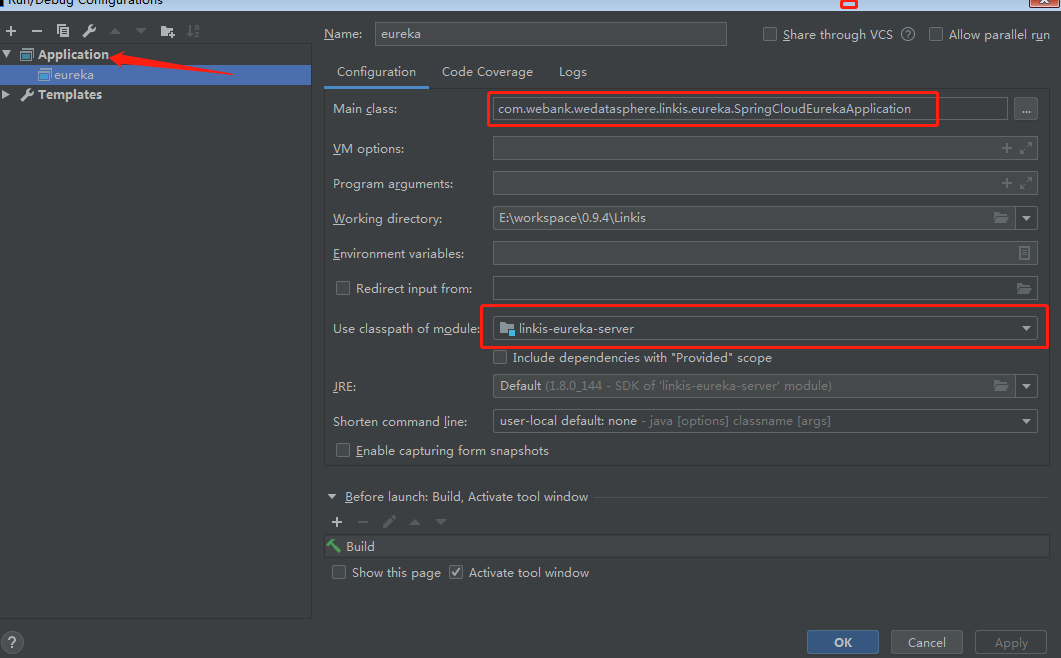 Run/Debug Configurations
Application
eureka
Templates
Name: eureka
Share through VCS ?
Allow parallel run
Configuration Code Coverage Logs
Main class: com.webank.wedatasphere.linkis.eureka.SpringCloudEurekaApplication ...
VM options:
Program arguments:
Working directory: E:\workspace\0.9.4\Linkis
Environment variables:
Redirect input from:
Use classpath of module: linkis-eureka-server
Include dependencies with "Provided" scope
JRE: Default (1.8.0_144 - SDK of 'linkis-eureka-server' module)
Shorten command line: user-local default: none - java [options] classname [args]
Enable capturing form snapshots
Before launch: Build, Activate tool window
Build
Show this page Activate tool window
? OK Cancel Apply